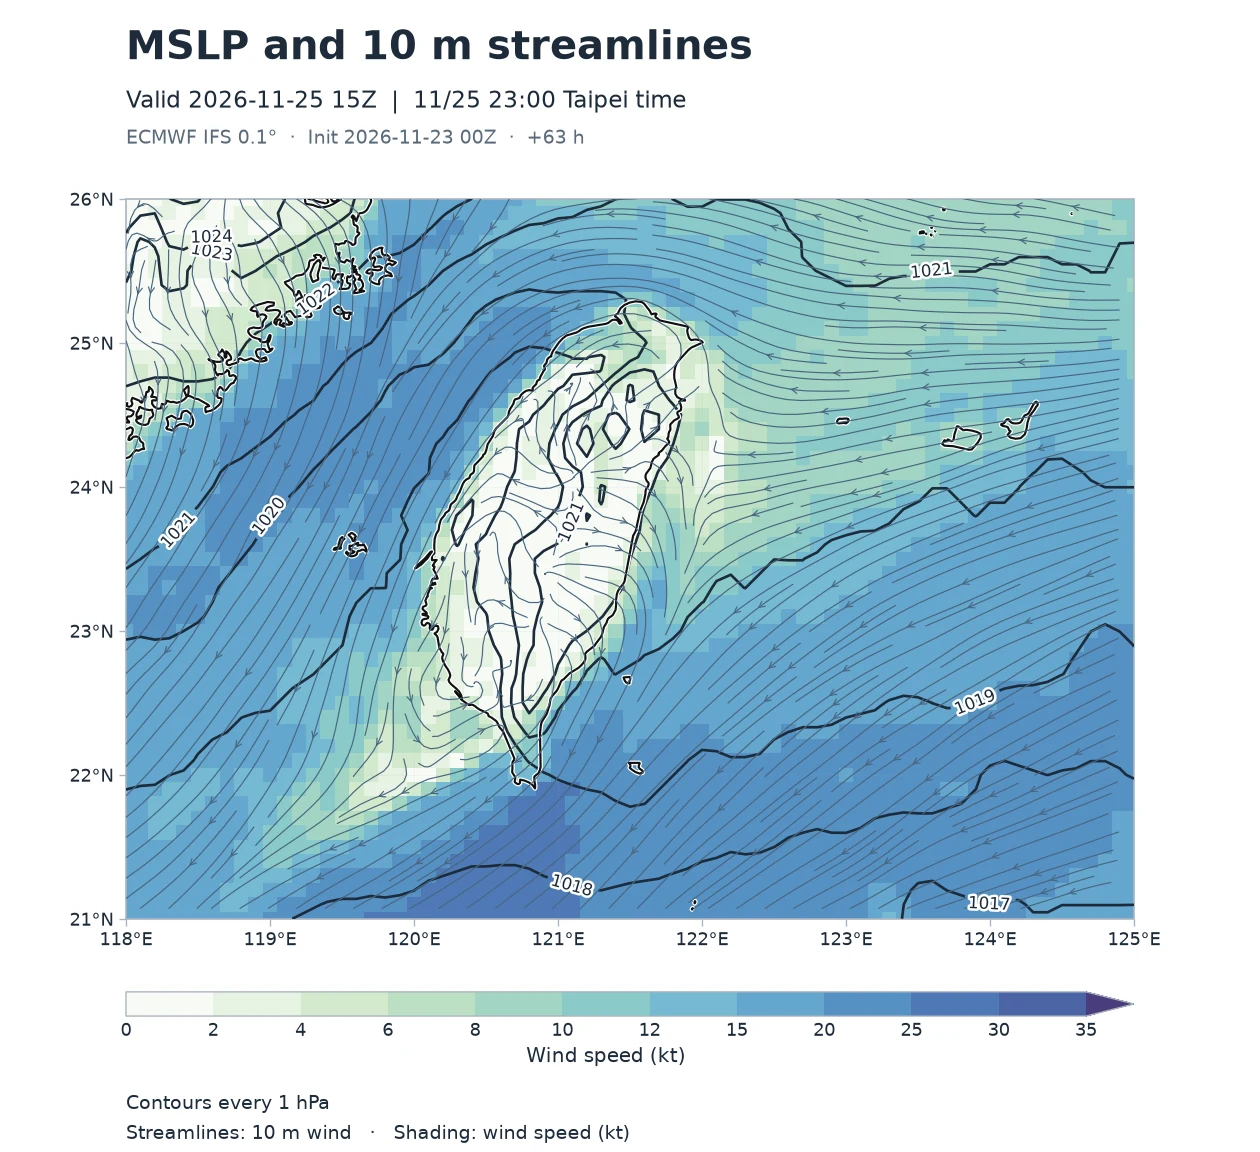 MSLP and 10 m streamlines
Valid 2026-11-25 15Z | 11/25 23:00 Taipei time
ECMWF IFS 0.1° · Init 2026-11-23 00Z · +63 h
26°N
25°N
24°N
23°N
22°N
21°N
1024
1023
1022
1021
1021
1020
1021
1019
1018
1017
118°E 119°E 120°E 121°E 122°E 123°E 124°E 125°E
0 2 4 6 8 10 12 15 20 25 30 35
Wind speed (kt)
Contours every 1 hPa
Streamlines: 10 m wind · Shading: wind speed (kt)